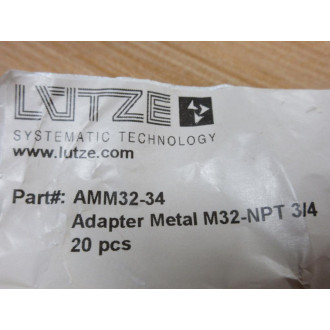 LÜTZE
SYSTEMATIC TECHNOLOGY
www.lutze.com
Part#: AMM32-34
Adapter Metal M32-NPT 3/4
20 pcs